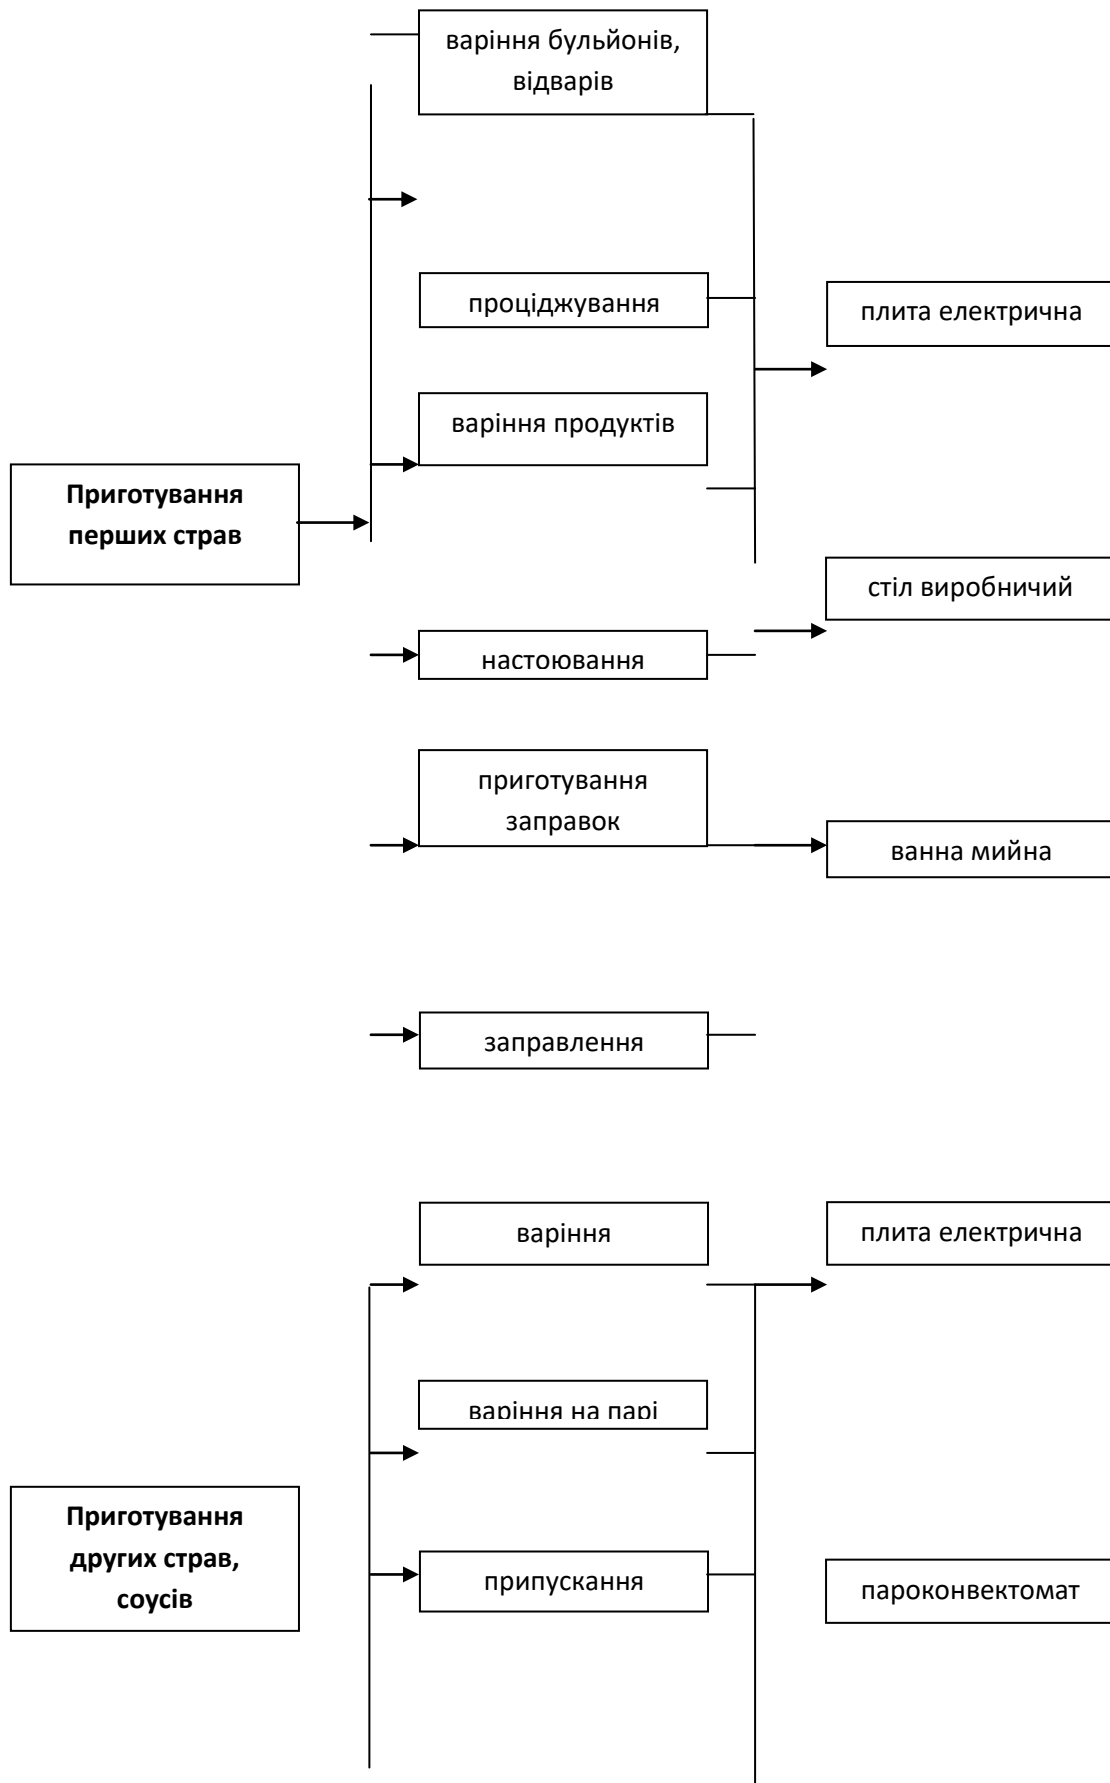 варіння бульйонів,
відварів
проціджування
плита електрична
варіння продуктів
Приготування
перших страв
стіл виробничий
настоювання
приготування
заправок
ванна мийна
заправлення
варіння
плита електрична
варіння на парі
Приготування
других страв,
соусів
припускання
пароконвектомат